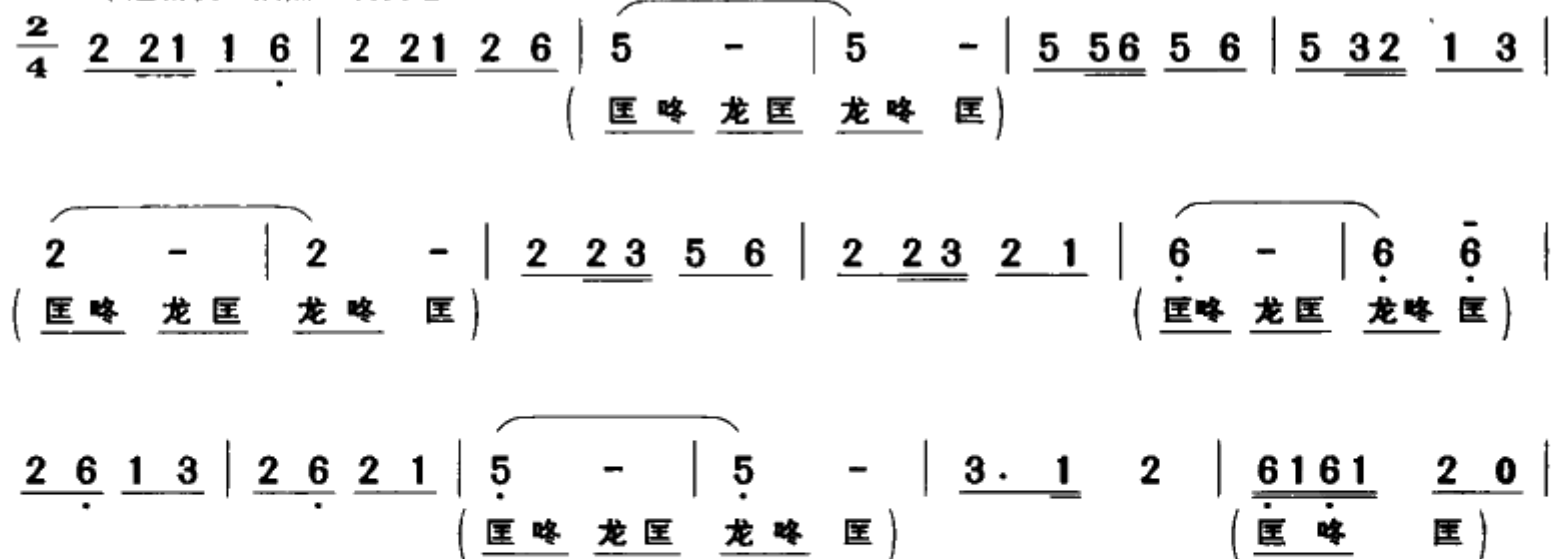 2/4 2 21 1 6 | 2 21 2 6 | 5 - | 5 - | 5 56 5 6 | 5 32 1 3 |
( 匡 咚 龙 匡 龙 咚 匡 )
2 - | 2 - | 2 23 5 6 | 2 23 2 1 | 6 - | 6 6 |
( 匡 咚 龙 匡 龙 咚 匡 ) ( 匡 咚 龙 匡 龙 咚 匡 )
2 6 1 3 | 2 6 2 1 | 5 - | 5 - | 3. 1 2 | 6161 2 0 |
( 匡 咚 龙 匡 龙 咚 匡 ) ( 匡 咚 匡 )